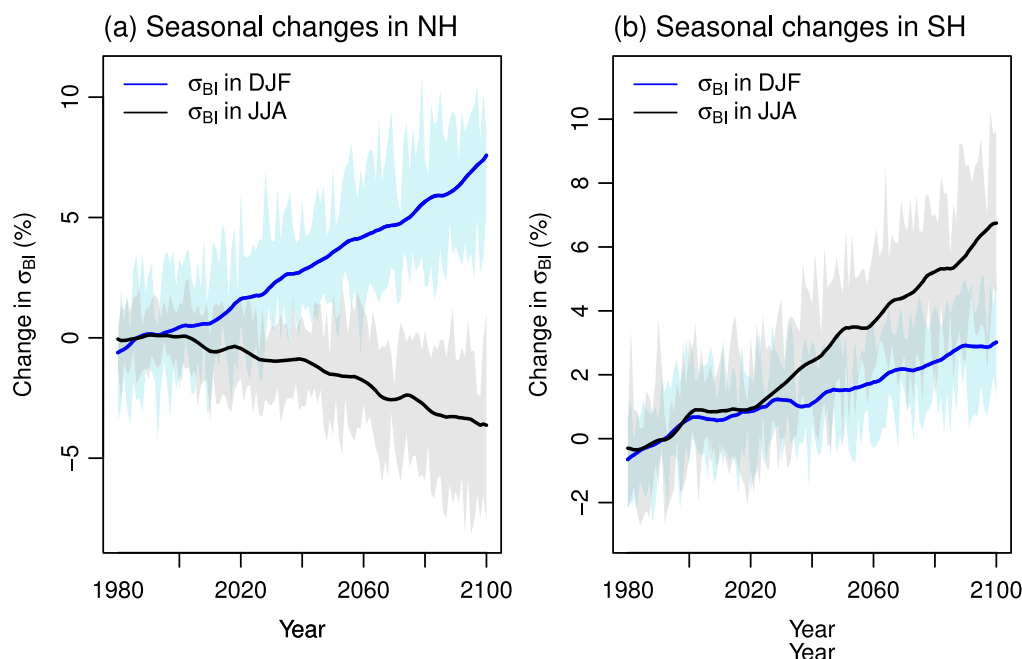 (a) Seasonal changes in NH
σBI in DJF
σBI in JJA
Change in σBI (%)
10
5
0
−5
1980
2020
2060
2100
Year
(b) Seasonal changes in SH
σBI in DJF
σBI in JJA
Change in σBI (%)
10
8
6
4
2
0
−2
1980
2020
2060
2100
Year
Year